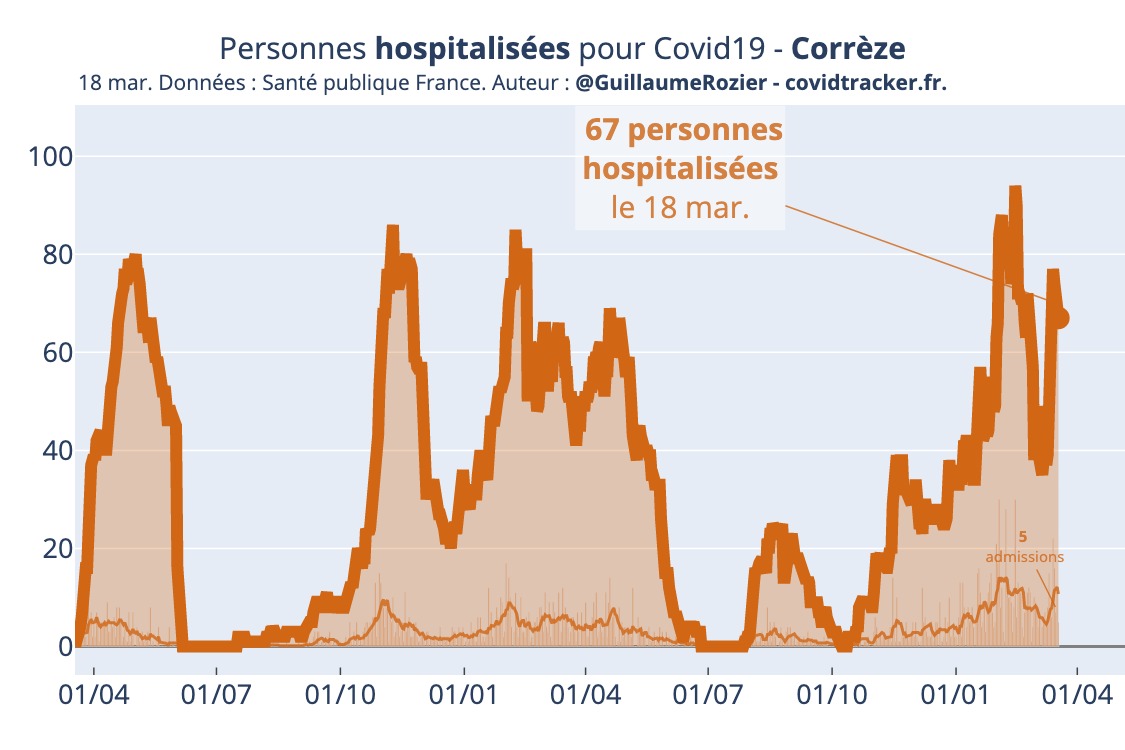 Personnes hospitalisées pour Covid19 - Corrèze
18 mar. Données : Santé publique France. Auteur : @GuillaumeRozier - covidtracker.fr.
67 personnes
hospitalisées
le 18 mar.
100
80
60
40
20
0
5
admissions
01/04 01/07 01/10 01/01 01/04 01/07 01/10 01/01 01/04